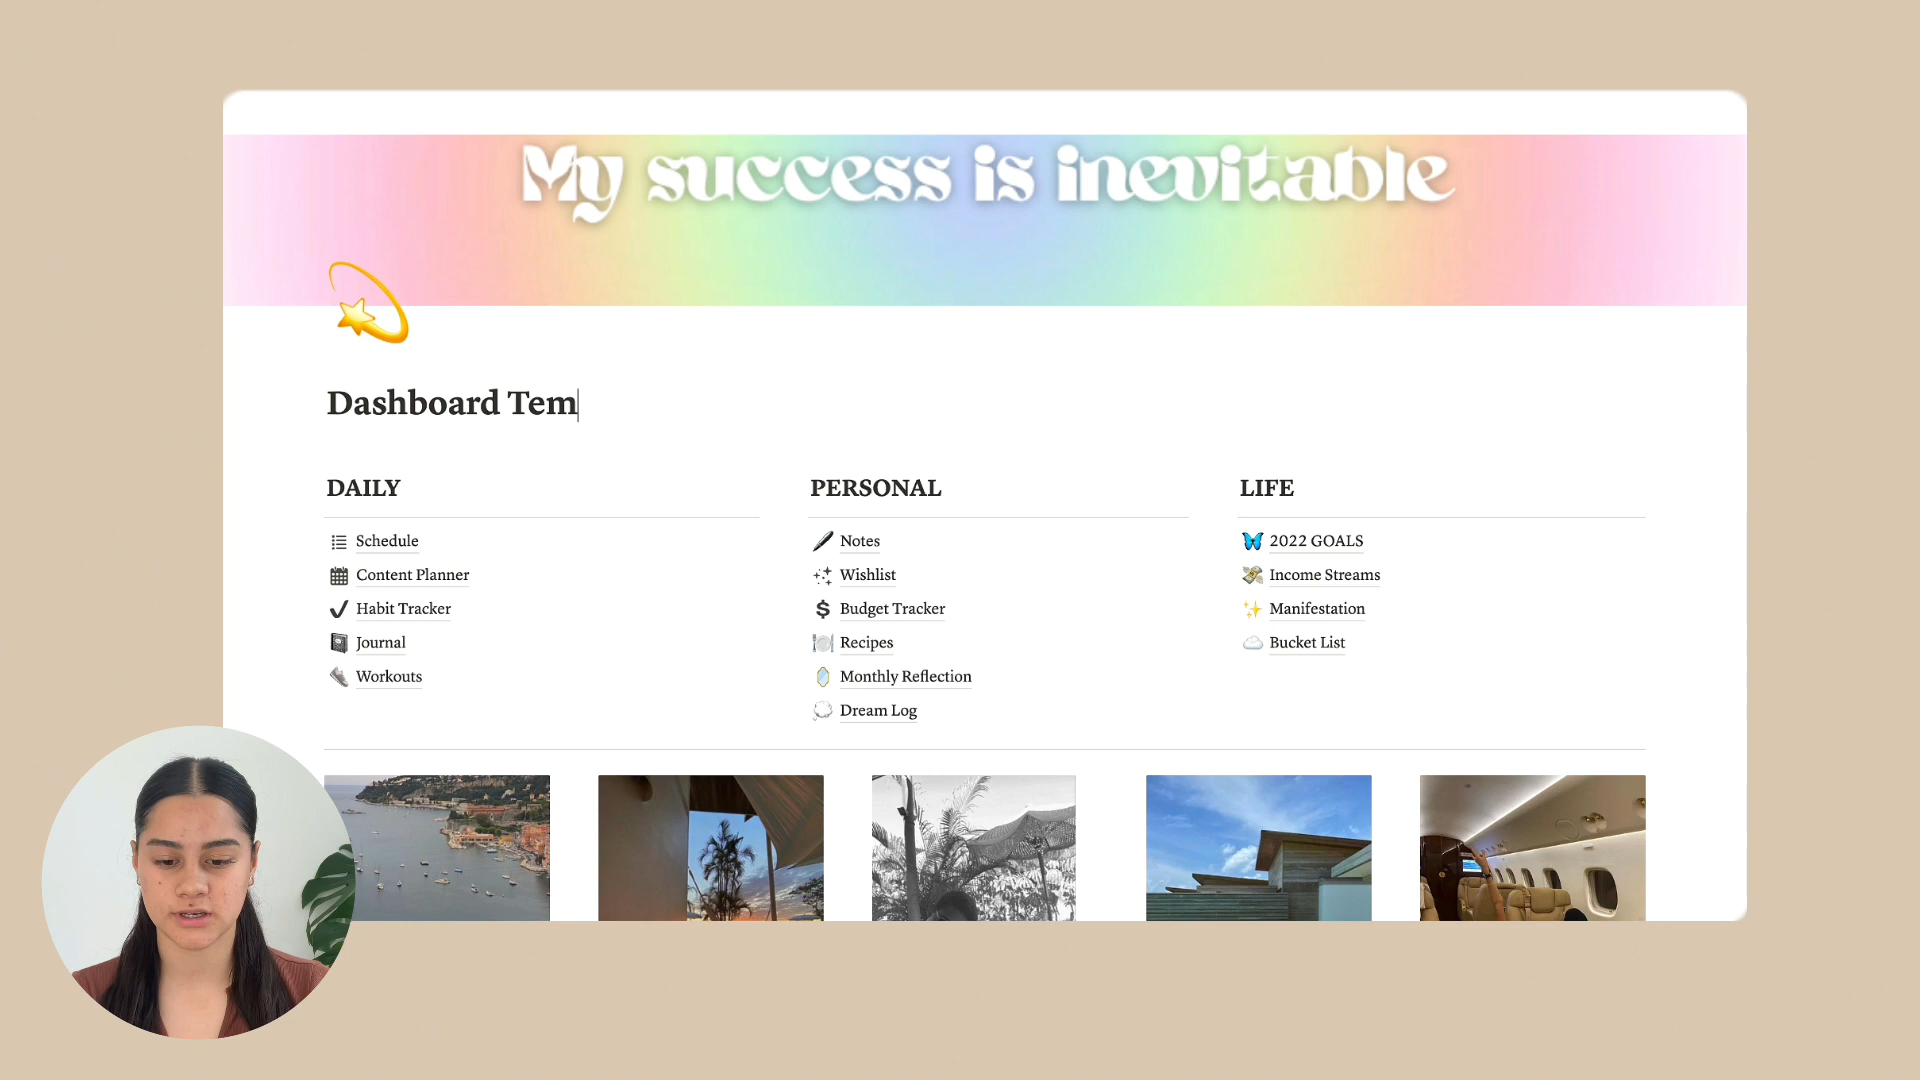 My success is inevitable
Dashboard Tem
DAILY
Schedule
Content Planner
Habit Tracker
Journal
Workouts
PERSONAL
Notes
Wishlist
Budget Tracker
Recipes
Monthly Reflection
Dream Log
LIFE
2022 GOALS
Income Streams
Manifestation
Bucket List